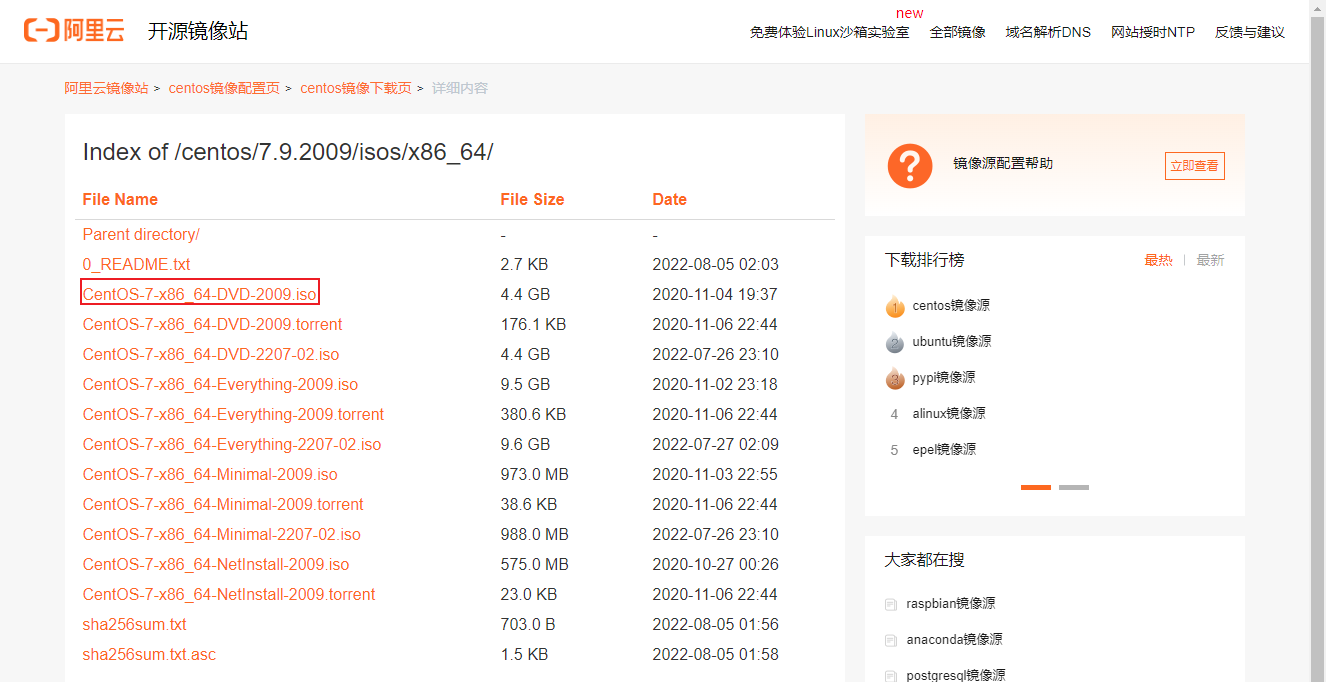 阿里云 开源镜像站 免费体验Linux沙箱实验室 new 全部镜像 域名解析DNS 网站授时NTP 反馈与建议
阿里云镜像站 > centos镜像配置页 > centos镜像下载页 > 详细内容
Index of /centos/7.9.2009/isos/x86_64/
File Name File Size Date
Parent directory/ - -
0_README.txt 2.7 KB 2022-08-05 02:03
CentOS-7-x86_64-DVD-2009.iso 4.4 GB 2020-11-04 19:37
CentOS-7-x86_64-DVD-2009.torrent 176.1 KB 2020-11-06 22:44
CentOS-7-x86_64-DVD-2207-02.iso 4.4 GB 2022-07-26 23:10
CentOS-7-x86_64-Everything-2009.iso 9.5 GB 2020-11-02 23:18
CentOS-7-x86_64-Everything-2009.torrent 380.6 KB 2020-11-06 22:44
CentOS-7-x86_64-Everything-2207-02.iso 9.6 GB 2022-07-27 02:09
CentOS-7-x86_64-Minimal-2009.iso 973.0 MB 2020-11-03 22:55
CentOS-7-x86_64-Minimal-2009.torrent 38.6 KB 2020-11-06 22:44
CentOS-7-x86_64-Minimal-2207-02.iso 988.0 MB 2022-07-26 23:10
CentOS-7-x86_64-NetInstall-2009.iso 575.0 MB 2020-10-27 00:26
CentOS-7-x86_64-NetInstall-2009.torrent 23.0 KB 2020-11-06 22:44
sha256sum.txt 703.0 B 2022-08-05 01:56
sha256sum.txt.asc 1.5 KB 2022-08-05 01:58
? 镜像源配置帮助 立即查看
下载排行榜 最热 最新
1 centos镜像源
2 ubuntu镜像源
3 pypi镜像源
4 alinux镜像源
5 epel镜像源
大家都在搜
raspbian镜像源
anaconda镜像源
postgresql镜像源